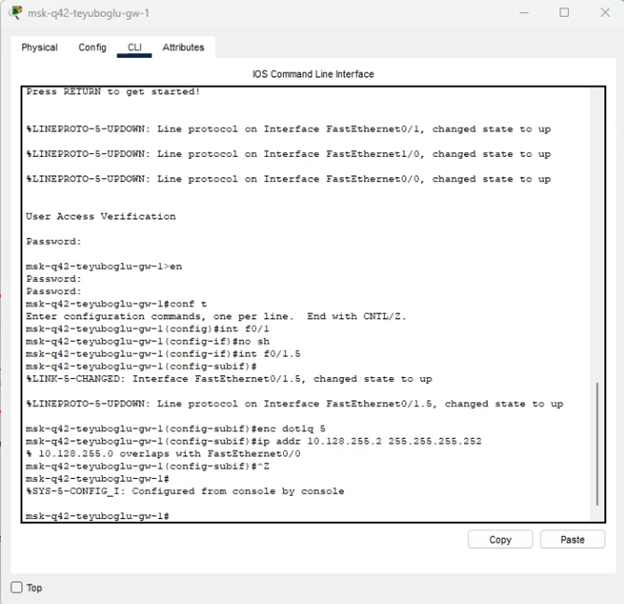 msk-q42-teyuboglu-gw-1
Physical Config CLI Attributes
IOS Command Line Interface
Press RETURN to get started!
%LINEPROTO-5-UPDOWN: Line protocol on Interface FastEthernet0/1, changed state to up
%LINEPROTO-5-UPDOWN: Line protocol on Interface FastEthernet1/0, changed state to up
%LINEPROTO-5-UPDOWN: Line protocol on Interface FastEthernet0/0, changed state to up
User Access Verification
Password:
msk-q42-teyuboglu-gw-1>en
Password:
Password:
msk-q42-teyuboglu-gw-1#conf t
Enter configuration commands, one per line.  End with CNTL/Z.
msk-q42-teyuboglu-gw-1(config)#int f0/1
msk-q42-teyuboglu-gw-1(config-if)#no sh
msk-q42-teyuboglu-gw-1(config-if)#int f0/1.5
msk-q42-teyuboglu-gw-1(config-subif)#
%LINK-5-CHANGED: Interface FastEthernet0/1.5, changed state to up
%LINEPROTO-5-UPDOWN: Line protocol on Interface FastEthernet0/1.5, changed state to up
msk-q42-teyuboglu-gw-1(config-subif)#enc dot1q 5
msk-q42-teyuboglu-gw-1(config-subif)#ip addr 10.128.255.2 255.255.255.252
% 10.128.255.0 overlaps with FastEthernet0/0
msk-q42-teyuboglu-gw-1(config-subif)#^Z
msk-q42-teyuboglu-gw-1#
%SYS-5-CONFIG_I: Configured from console by console
msk-q42-teyuboglu-gw-1#
Copy Paste
Top